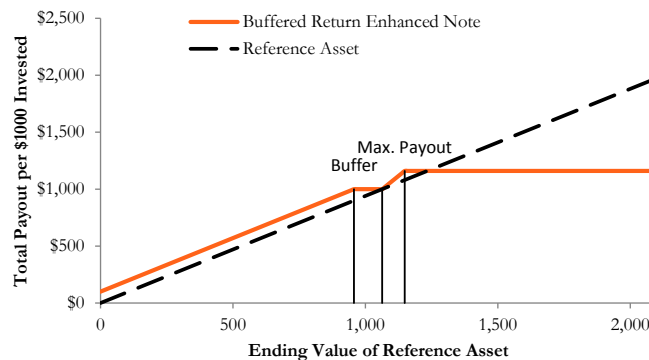 $2,500
Buffered Return Enhanced Note
Reference Asset
$2,000
$1,500
Max. Payout
Buffer
$1,000
$500
$0
0 500 1,000 1,500 2,000
Total Payout per $1000 Invested
Ending Value of Reference Asset